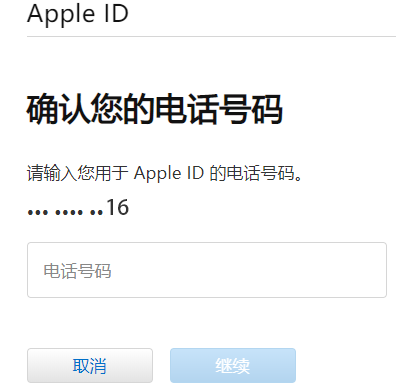 Apple ID
确认您的电话号码
请输入您用于 Apple ID 的电话号码。
••• •••• ••16
电话号码
取消
继续